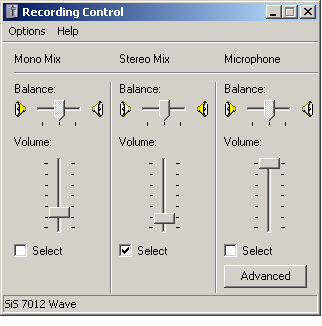 Recording Control
Options Help
Mono Mix Stereo Mix Microphone
Balance: Balance: Balance:
Volume: Volume: Volume:
Select Select Select
Advanced
SiS 7012 Wave